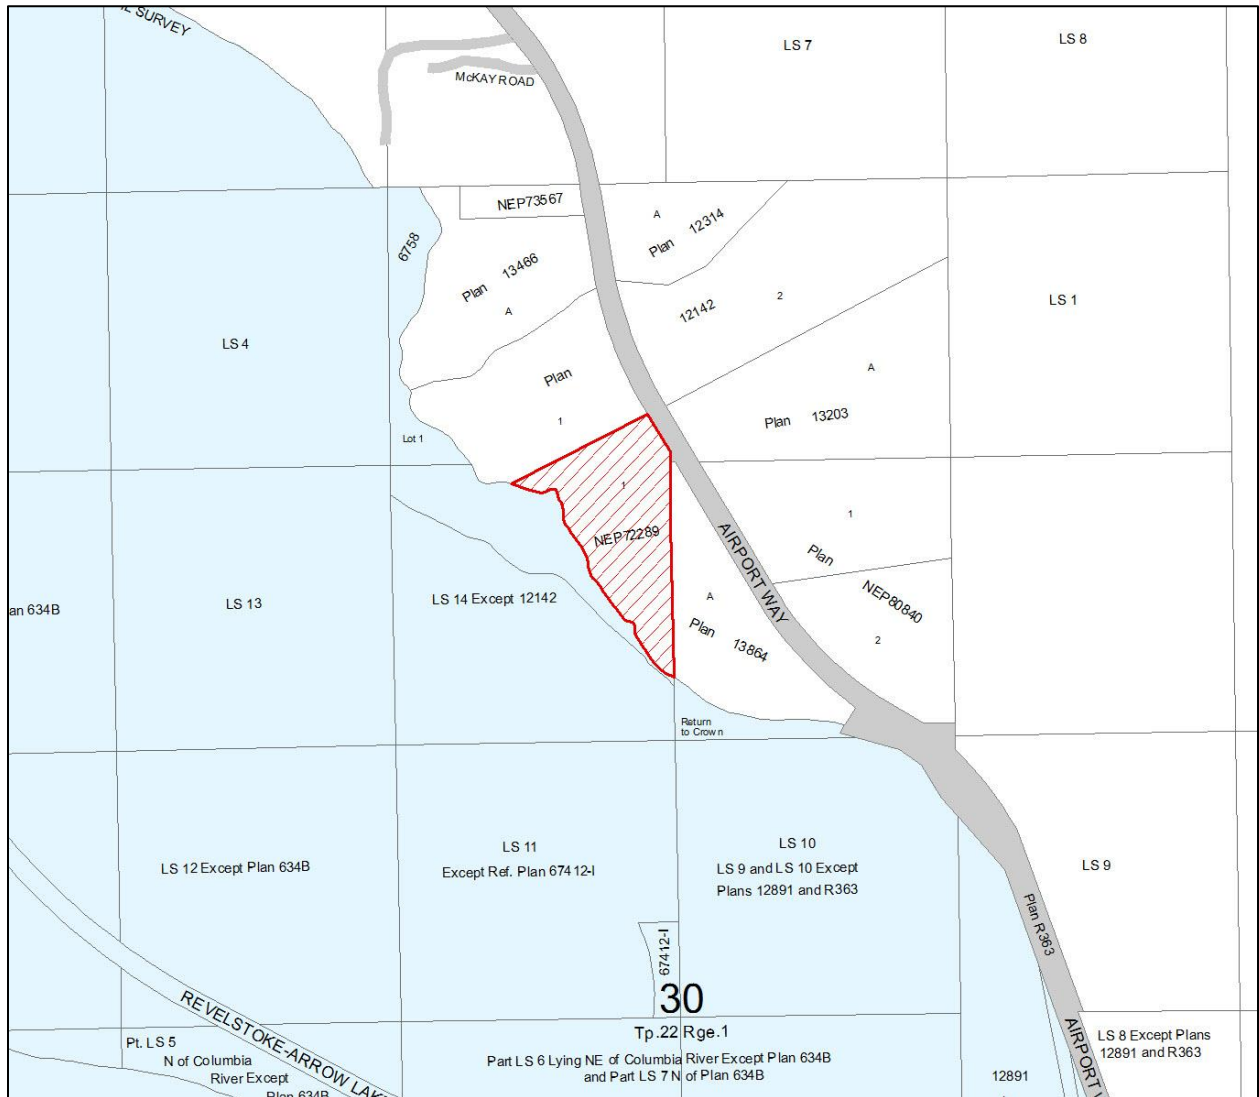 L SURVEY
LS 7
LS 8
McKAY ROAD
NEP73567
A
Plan 12314
6758
Plan 13466
A
12142
2
LS 1
LS 4
Plan
A
1
Plan 13203
Lot 1
1
1
NEP72289
AIRPORT WAY
Plan
NEP80840
an 634B
LS 13
LS 14 Except 12142
A
Plan 13864
2
Return
to Crown
LS 11
LS 10
LS 12 Except Plan 634B
Except Ref. Plan 67412-I
LS 9 and LS 10 Except
Plans 12891 and R363
LS 9
Plan R363
67412-I
30
REVELSTOKE-ARROW LAK
Tp.22 Rge.1
AIRPORT
LS 8 Except Plans
12891 and R363
Pt. LS 5
N of Columbia
River Except
Plan 634B
Part LS 6 Lying NE of Columbia River Except Plan 634B
and Part LS 7 N of Plan 634B
12891